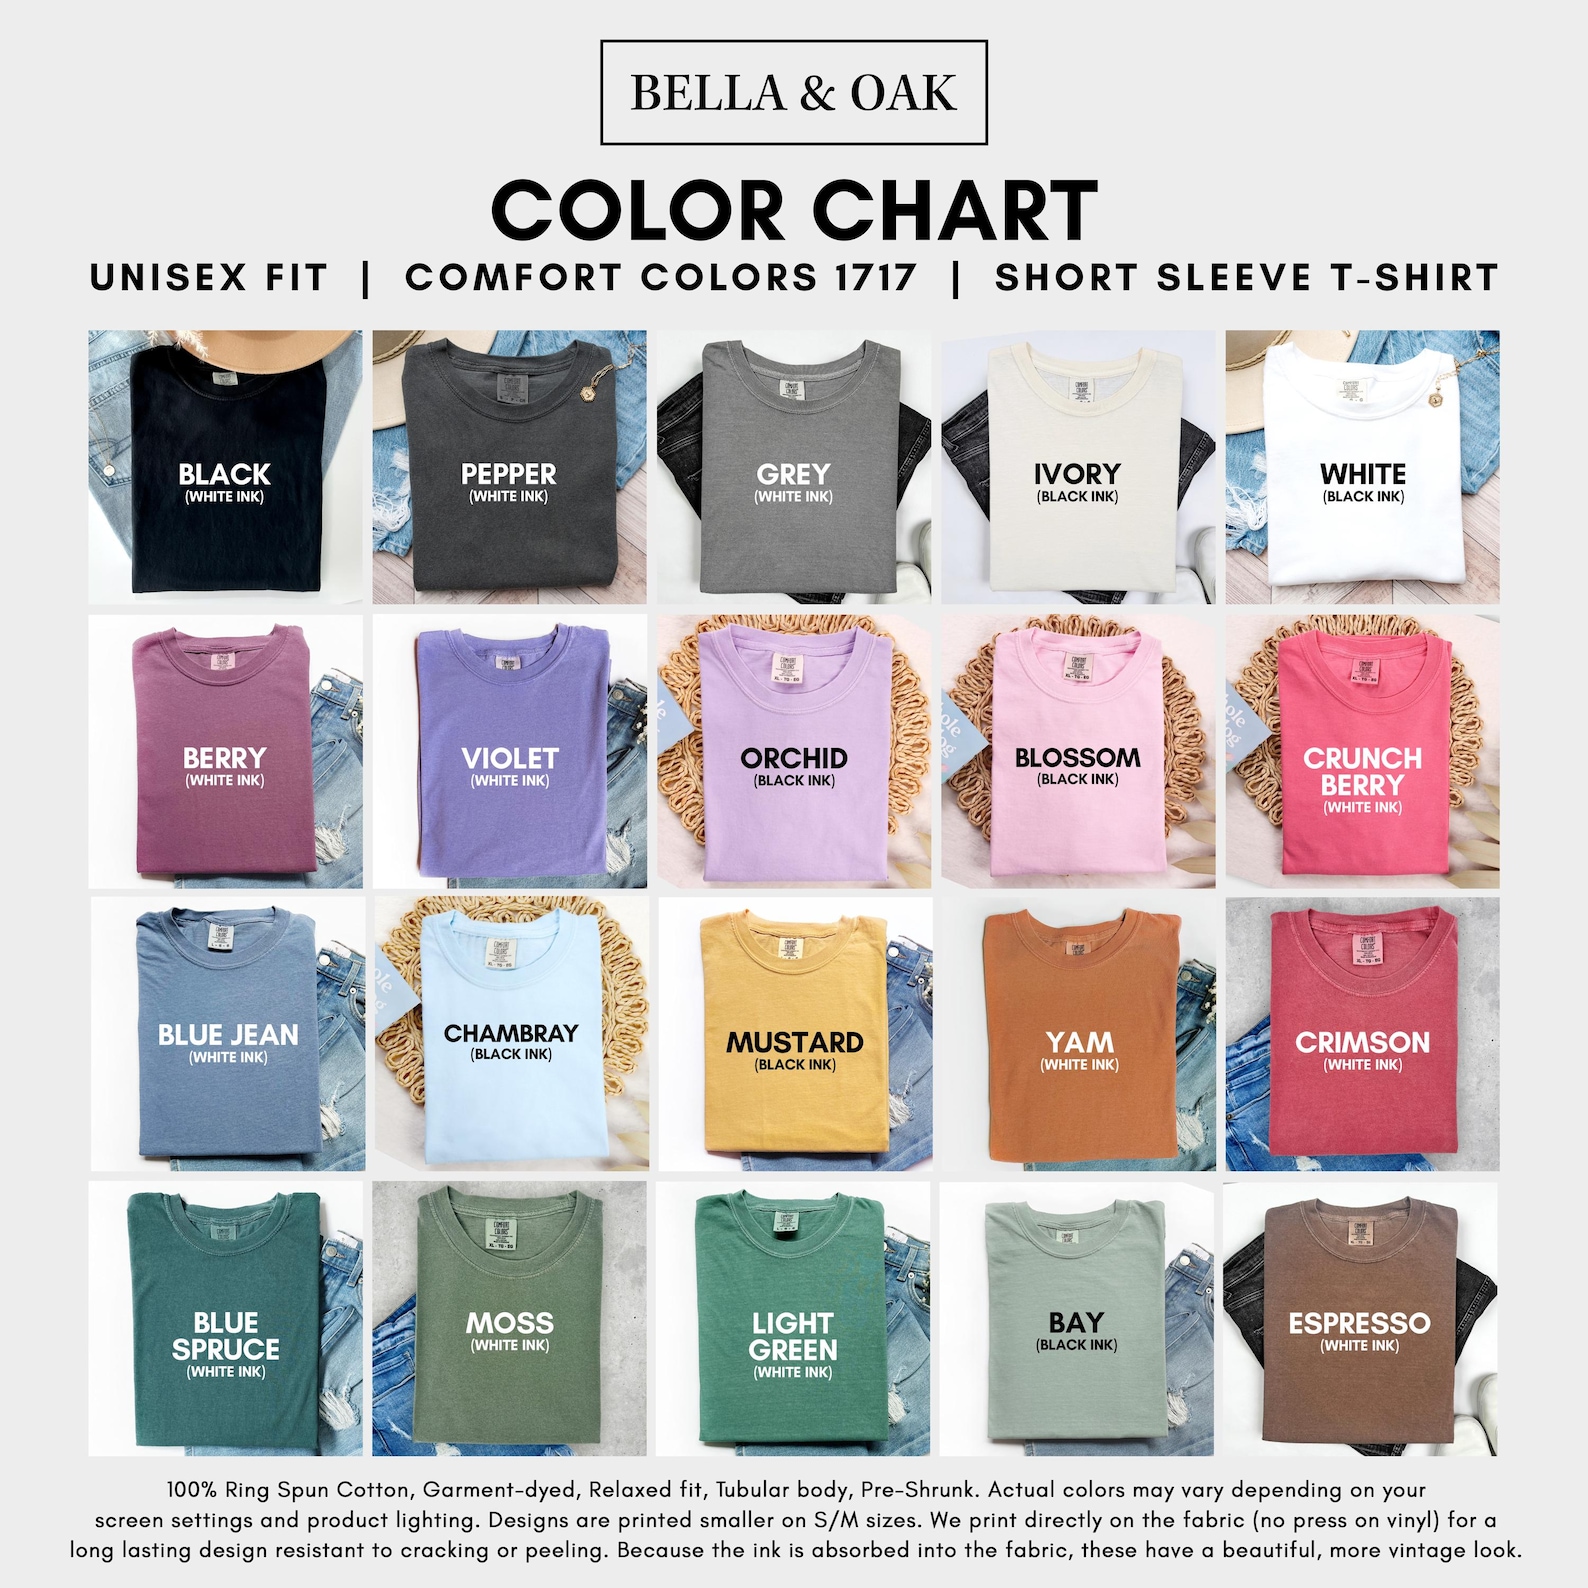 BELLA & OAK
COLOR CHART
UNISEX FIT | COMFORT COLORS 1717 | SHORT SLEEVE T-SHIRT
BLACK
(WHITE INK)
PEPPER
(WHITE INK)
GREY
(WHITE INK)
IVORY
(BLACK INK)
WHITE
(BLACK INK)
BERRY
(WHITE INK)
VIOLET
(WHITE INK)
ORCHID
(BLACK INK)
BLOSSOM
(BLACK INK)
CRUNCH
BERRY
(WHITE INK)
BLUE JEAN
(WHITE INK)
CHAMBRAY
(BLACK INK)
MUSTARD
(BLACK INK)
YAM
(WHITE INK)
CRIMSON
(WHITE INK)
BLUE
SPRUCE
(WHITE INK)
MOSS
(WHITE INK)
LIGHT
GREEN
(WHITE INK)
BAY
(BLACK INK)
ESPRESSO
(WHITE INK)
100% Ring Spun Cotton, Garment-dyed, Relaxed fit, Tubular body, Pre-Shrunk. Actual colors may vary depending on your
screen settings and product lighting. Designs are printed smaller on S/M sizes. We print directly on the fabric (no press on vinyl) for a
long lasting design resistant to cracking or peeling. Because the ink is absorbed into the fabric, these have a beautiful, more vintage look.